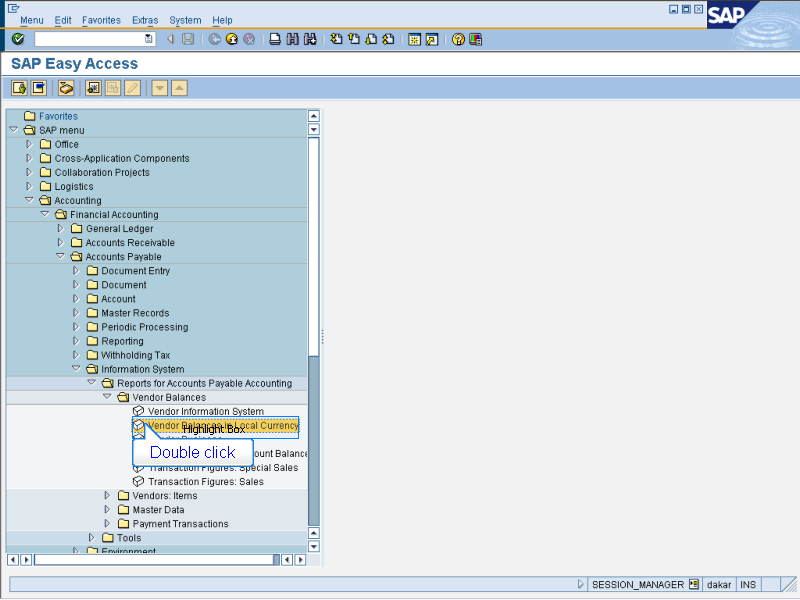 Menu Edit Favorites Extras System Help
SAP
SAP Easy Access
Favorites
SAP menu
Office
Cross-Application Components
Collaboration Projects
Logistics
Accounting
Financial Accounting
General Ledger
Accounts Receivable
Accounts Payable
Document Entry
Document
Account
Master Records
Periodic Processing
Reporting
Withholding Tax
Information System
Reports for Accounts Payable Accounting
Vendor Balances
Vendor Information System
Vendor Balances in Local Currency
Highlight Box
Double click
ount Balance
Transaction Figures: Special Sales
Transaction Figures: Sales
Vendors: Items
Master Data
Payment Transactions
Tools
Environment
SESSION_MANAGER dakar INS